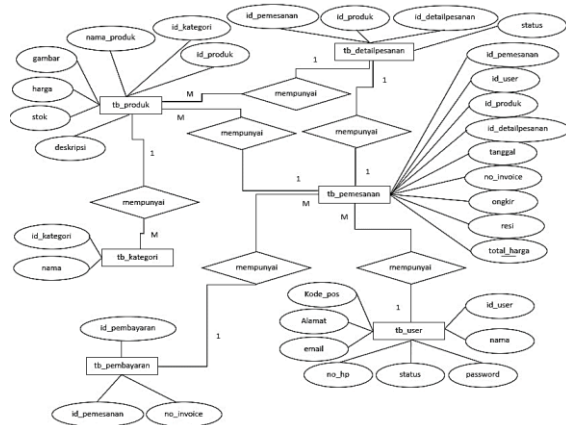 id_pemesanan
id_produk
id_detailpesanan
status
tb_detailpesanan
id_kategori
nama_produk
id_produk
gambar
harga
stok
deskripsi
tb_produk
M
M
1
1
1
mempunyai
mempunyai
mempunyai
1
1
tb_pemesanan
M
M
id_pemesanan
id_user
id_produk
id_detailpesanan
tanggal
no_invoice
ongkir
resi
total_harga
mempunyai
M
id_kategori
nama
tb_kategori
mempunyai
mempunyai
1
1
id_pembayaran
tb_pembayaran
id_pemesanan
no_invoice
Kode_pos
Alamat
email
no_hp
status
password
nama
id_user
tb_user